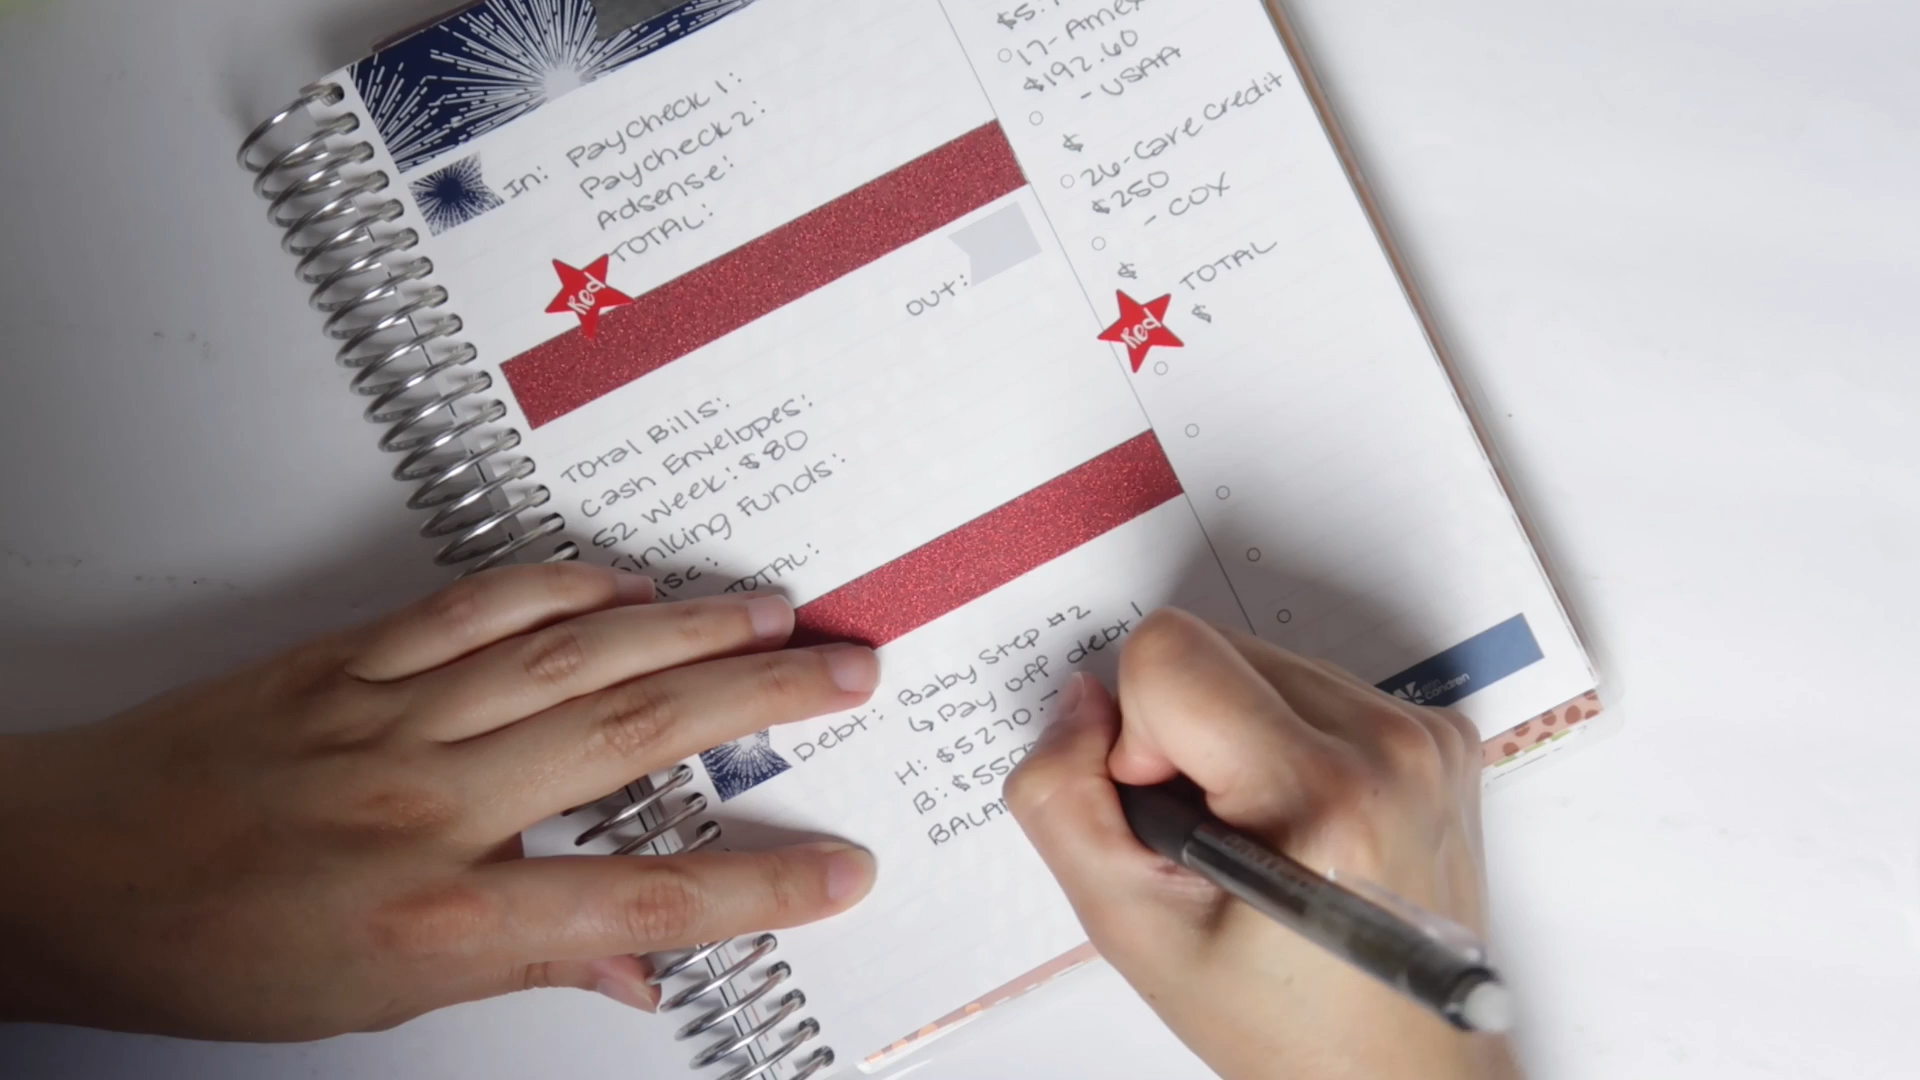 In: Paycheck 1:
Paycheck 2:
Adsense:
TOTAL:
Red
out:
Total Bills:
Cash Envelopes:
52 Week: $80
Sinking Funds:
TOTAL:
Debt: Baby Step #2
↳ Pay off debt!
H: $5270.-
B: $550
17- Amex
$192.60
- USAA
$
26- Care Credit
$250
- COX
$
TOTAL
$
Red
condren